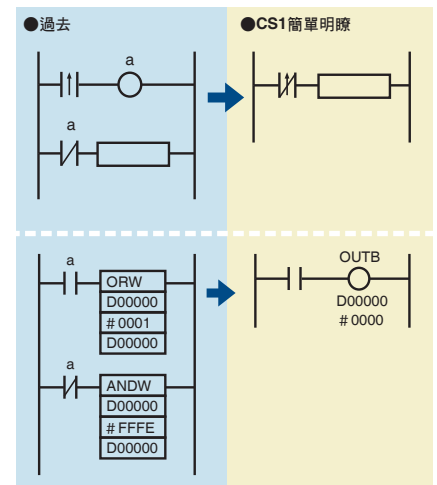 ●過去
a
a
●CS1簡單明瞭
a
ORW
D00000
#0001
D00000
a
ANDW
D00000
#FFFE
D00000
OUTB
D00000
#0000